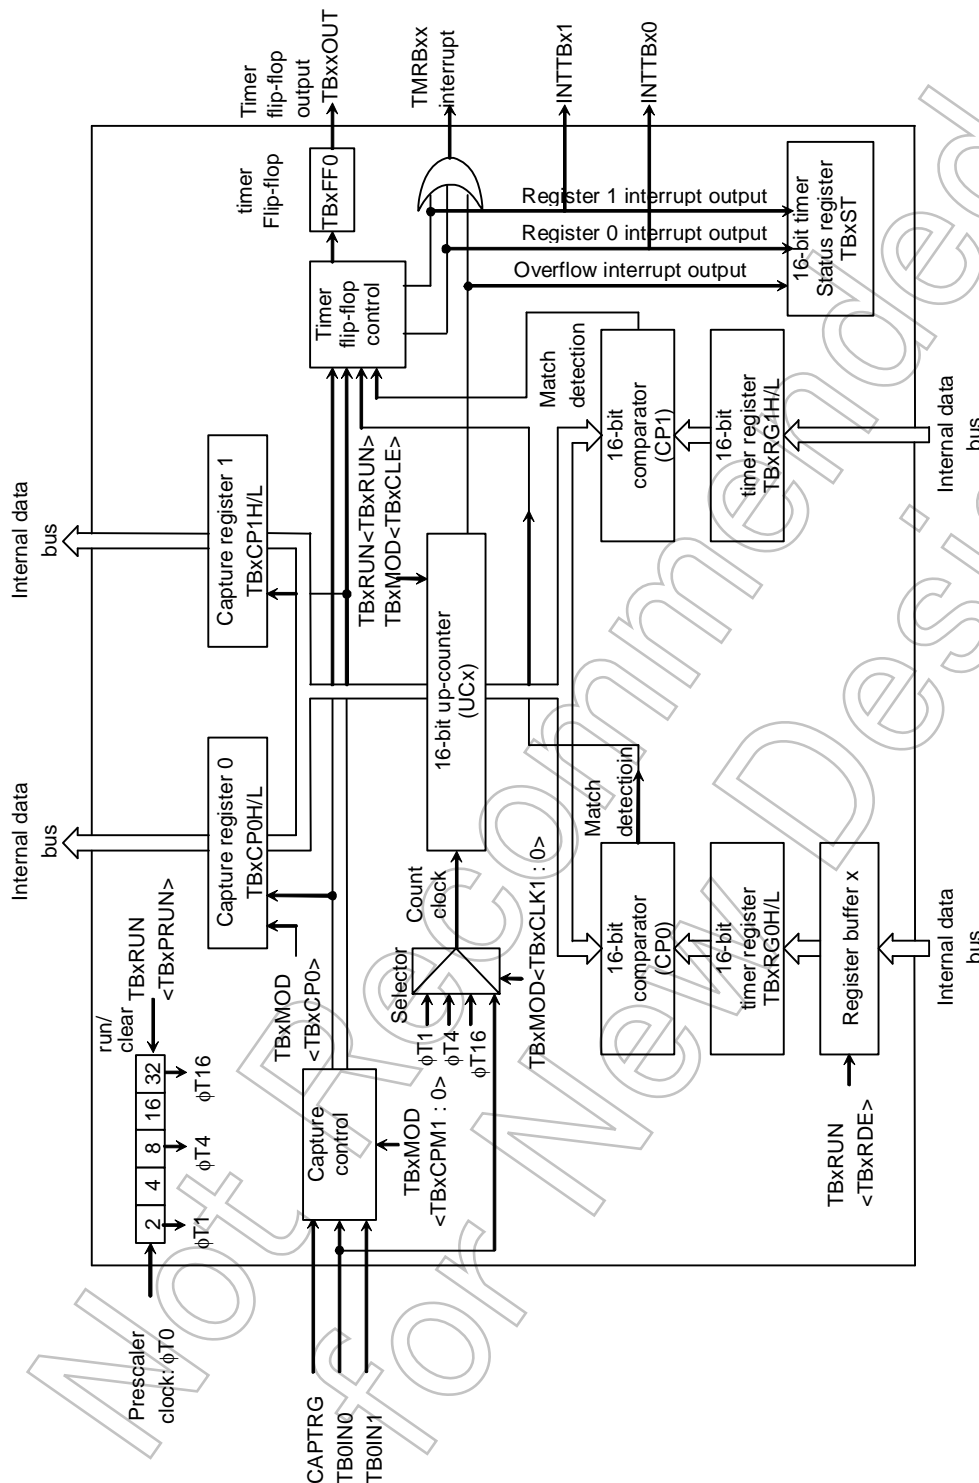 Prescaler
clock: ϕT0
2
4
8
16
32
ϕT1
ϕT4
ϕT16
run/
clear
TBxRUN
<TBxPRUN>
Internal data
bus
Internal data
bus
Capture register 0
TBxCP0H/L
Capture register 1
TBxCP1H/L
CAPTRG
TB0IN0
TB0IN1
Capture
control
TBxMOD
<TBxCP0>
TBxMOD
<TBxCPM1 : 0>
TBxRUN<TBxRUN>
TBxMOD<TBxCLE>
Timer
flip-flop
control
timer
Flip-flop
TBxFF0
Timer
flip-flop
output
TBxxOUT
TMRBxx
interrupt
Selector
ϕT1
ϕT4
ϕT16
Count
clock
16-bit up-counter
(UCx)
TBxMOD<TBxCLK1 : 0>
INTTBx1
INTTBx0
Register 1 interrupt output
Register 0 interrupt output
Overflow interrupt output
Match
detectioin
Match
detection
16-bit
comparator
(CP0)
16-bit
comparator
(CP1)
16-bit timer
Status register
TBxST
16-bit
timer register
TBxRG0H/L
16-bit
timer register
TBxRG1H/L
Register buffer x
TBxRUN
<TBxRDE>
Internal data
bus
Internal data
bus
Not Recommended
for New Desi